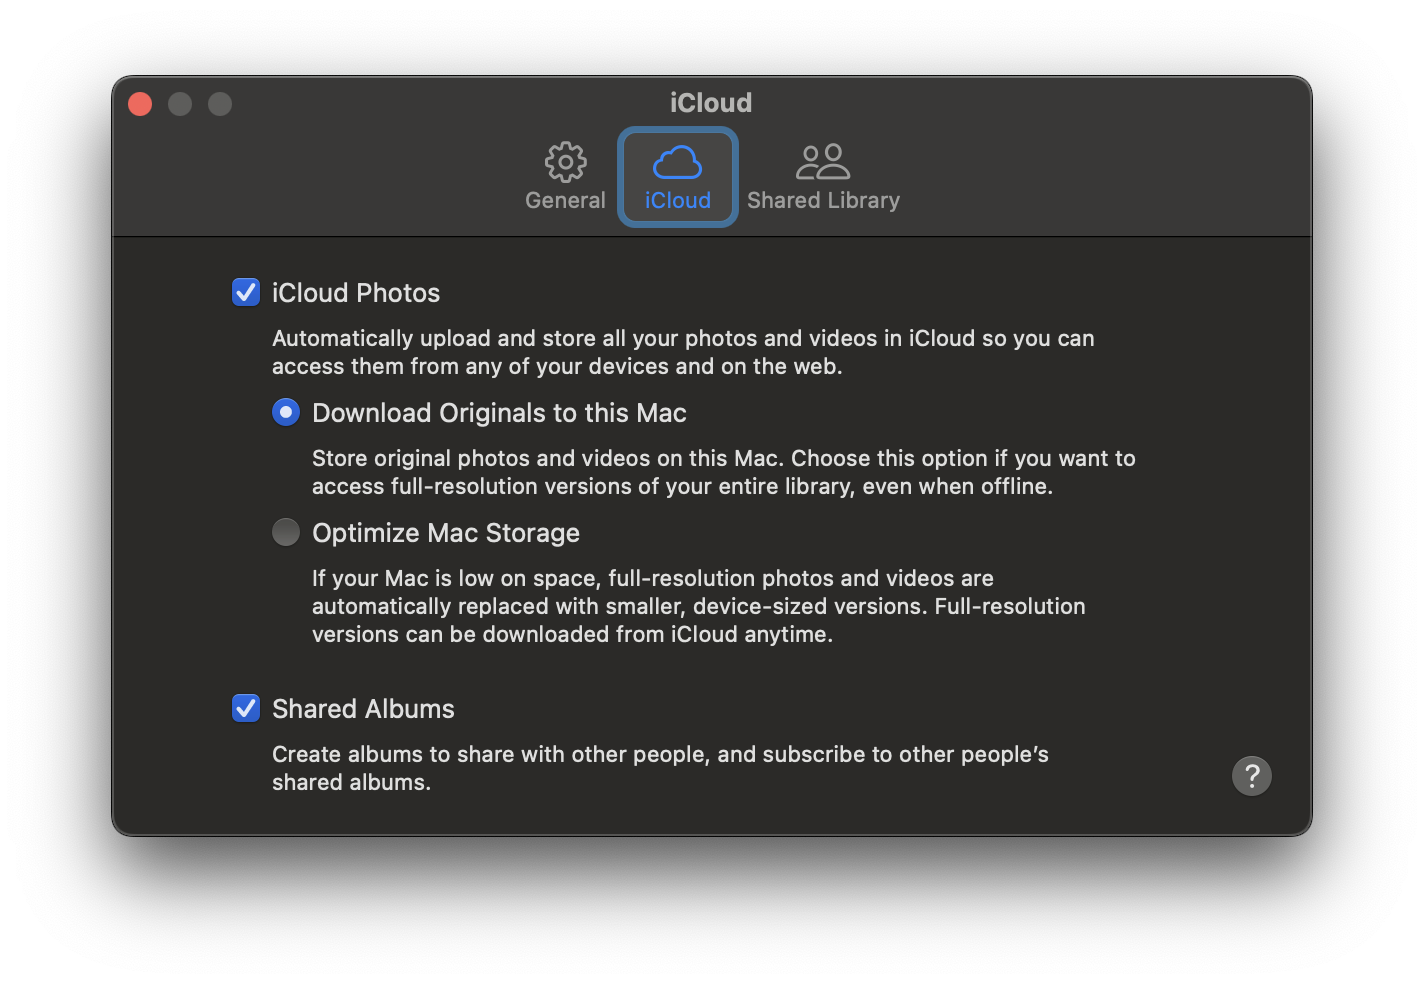 iCloud
General
iCloud
Shared Library
iCloud Photos
Automatically upload and store all your photos and videos in iCloud so you can
access them from any of your devices and on the web.
Download Originals to this Mac
Store original photos and videos on this Mac. Choose this option if you want to
access full-resolution versions of your entire library, even when offline.
Optimize Mac Storage
If your Mac is low on space, full-resolution photos and videos are
automatically replaced with smaller, device-sized versions. Full-resolution
versions can be downloaded from iCloud anytime.
Shared Albums
Create albums to share with other people, and subscribe to other people’s
shared albums.
?